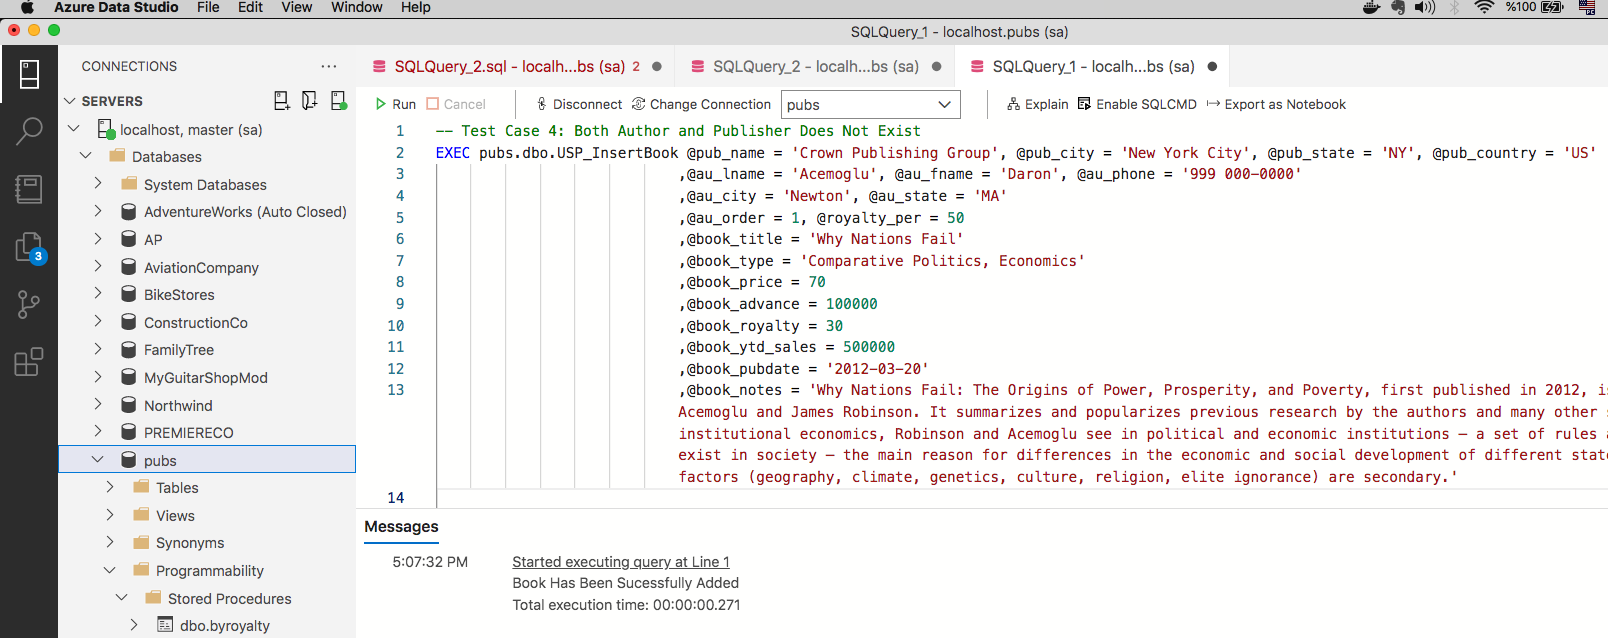 Azure Data Studio File Edit View Window Help %100
SQLQuery_1 - localhost.pubs (sa)
CONNECTIONS ...
SQLQuery_2.sql - localh...bs (sa) 2
SQLQuery_2 - localh...bs (sa)
SQLQuery_1 - localh...bs (sa)
SERVERS
Run Cancel Disconnect Change Connection pubs Explain Enable SQLCMD Export as Notebook
localhost, master (sa)
Databases
System Databases
AdventureWorks (Auto Closed)
AP
AviationCompany
BikeStores
ConstructionCo
FamilyTree
MyGuitarShopMod
Northwind
PREMIERECO
pubs
Tables
Views
Synonyms
Programmability
Stored Procedures
dbo.byroyalty
3
1 -- Test Case 4: Both Author and Publisher Does Not Exist
2 EXEC pubs.dbo.USP_InsertBook @pub_name = 'Crown Publishing Group', @pub_city = 'New York City', @pub_state = 'NY', @pub_country = 'US'
3 ,@au_lname = 'Acemoglu', @au_fname = 'Daron', @au_phone = '999 000-0000'
4 ,@au_city = 'Newton', @au_state = 'MA'
5 ,@au_order = 1, @royalty_per = 50
6 ,@book_title = 'Why Nations Fail'
7 ,@book_type = 'Comparative Politics, Economics'
8 ,@book_price = 70
9 ,@book_advance = 100000
10 ,@book_royalty = 30
11 ,@book_ytd_sales = 500000
12 ,@book_pubdate = '2012-03-20'
13 ,@book_notes = 'Why Nations Fail: The Origins of Power, Prosperity, and Poverty, first published in 2012, i
Acemoglu and James Robinson. It summarizes and popularizes previous research by the authors and many other
institutional economics, Robinson and Acemoglu see in political and economic institutions — a set of rules
exist in society — the main reason for differences in the economic and social development of different stat
factors (geography, climate, genetics, culture, religion, elite ignorance) are secondary.'
14
Messages
5:07:32 PM Started executing query at Line 1
Book Has Been Sucessfully Added
Total execution time: 00:00:00.271